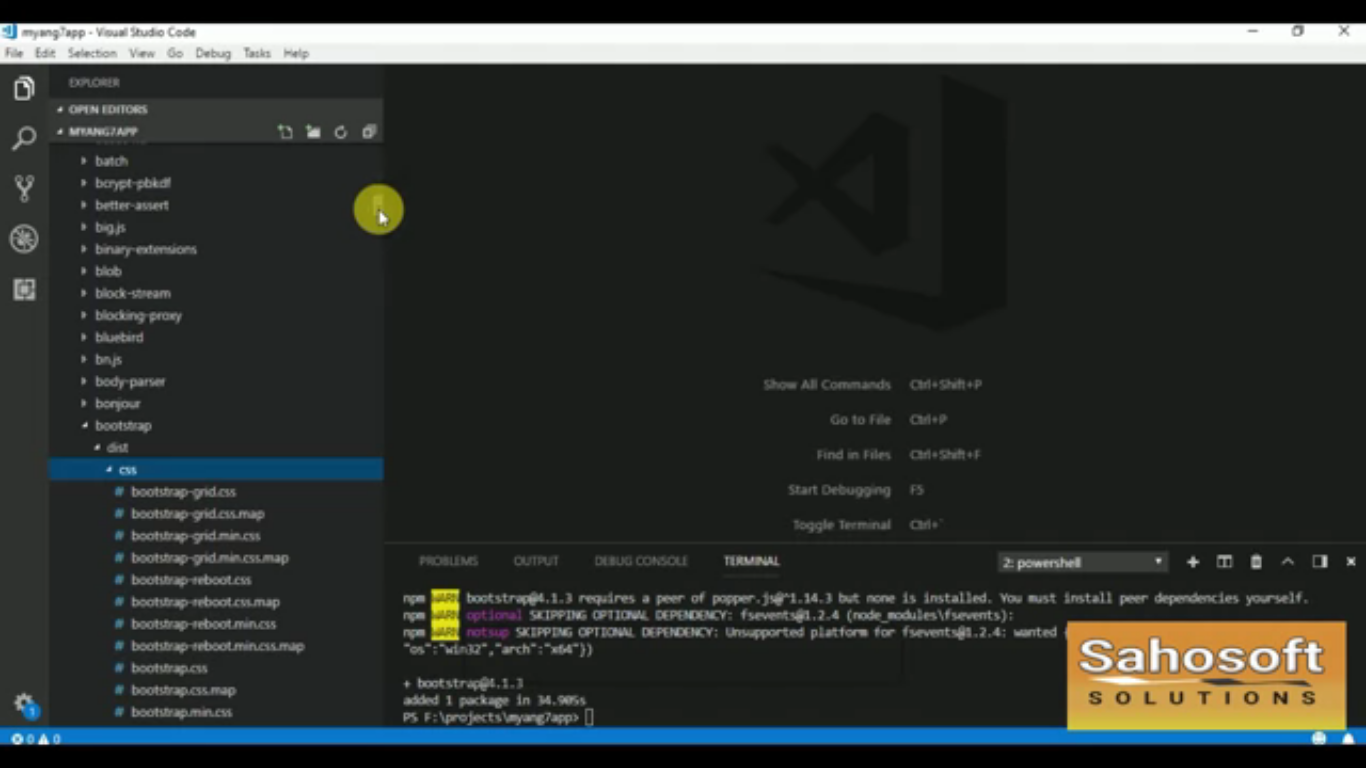 myang7app - Visual Studio Code
File Edit Selection View Go Debug Tasks Help
EXPLORER
OPEN EDITORS
MYANG7APP
batch
bcrypt-pbkdf
better-assert
big.js
binary-extensions
blob
block-stream
blocking-proxy
bluebird
bn.js
body-parser
bonjour
bootstrap
dist
css
# bootstrap-grid.css
# bootstrap-grid.css.map
# bootstrap-grid.min.css
# bootstrap-grid.min.css.map
# bootstrap-reboot.css
# bootstrap-reboot.css.map
# bootstrap-reboot.min.css
# bootstrap-reboot.min.css.map
# bootstrap.css
# bootstrap.css.map
# bootstrap.min.css
Show All Commands Ctrl+Shift+P
Go to File Ctrl+P
Find in Files Ctrl+Shift+F
Start Debugging F5
Toggle Terminal Ctrl+`
PROBLEMS OUTPUT DEBUG CONSOLE TERMINAL 2: powershell
npm WARN bootstrap@4.1.3 requires a peer of popper.js@^1.14.3 but none is installed. You must install peer dependencies yourself.
npm WARN optional SKIPPING OPTIONAL DEPENDENCY: fsevents@1.2.4 (node_modules\fsevents):
npm WARN notsup SKIPPING OPTIONAL DEPENDENCY: Unsupported platform for fsevents@1.2.4: wanted
"os":"win32","arch":"x64"})
+ bootstrap@4.1.3
added 1 package in 34.905s
PS F:\projects\myang7app>
Sahosoft
SOLUTIONS
1
0 0